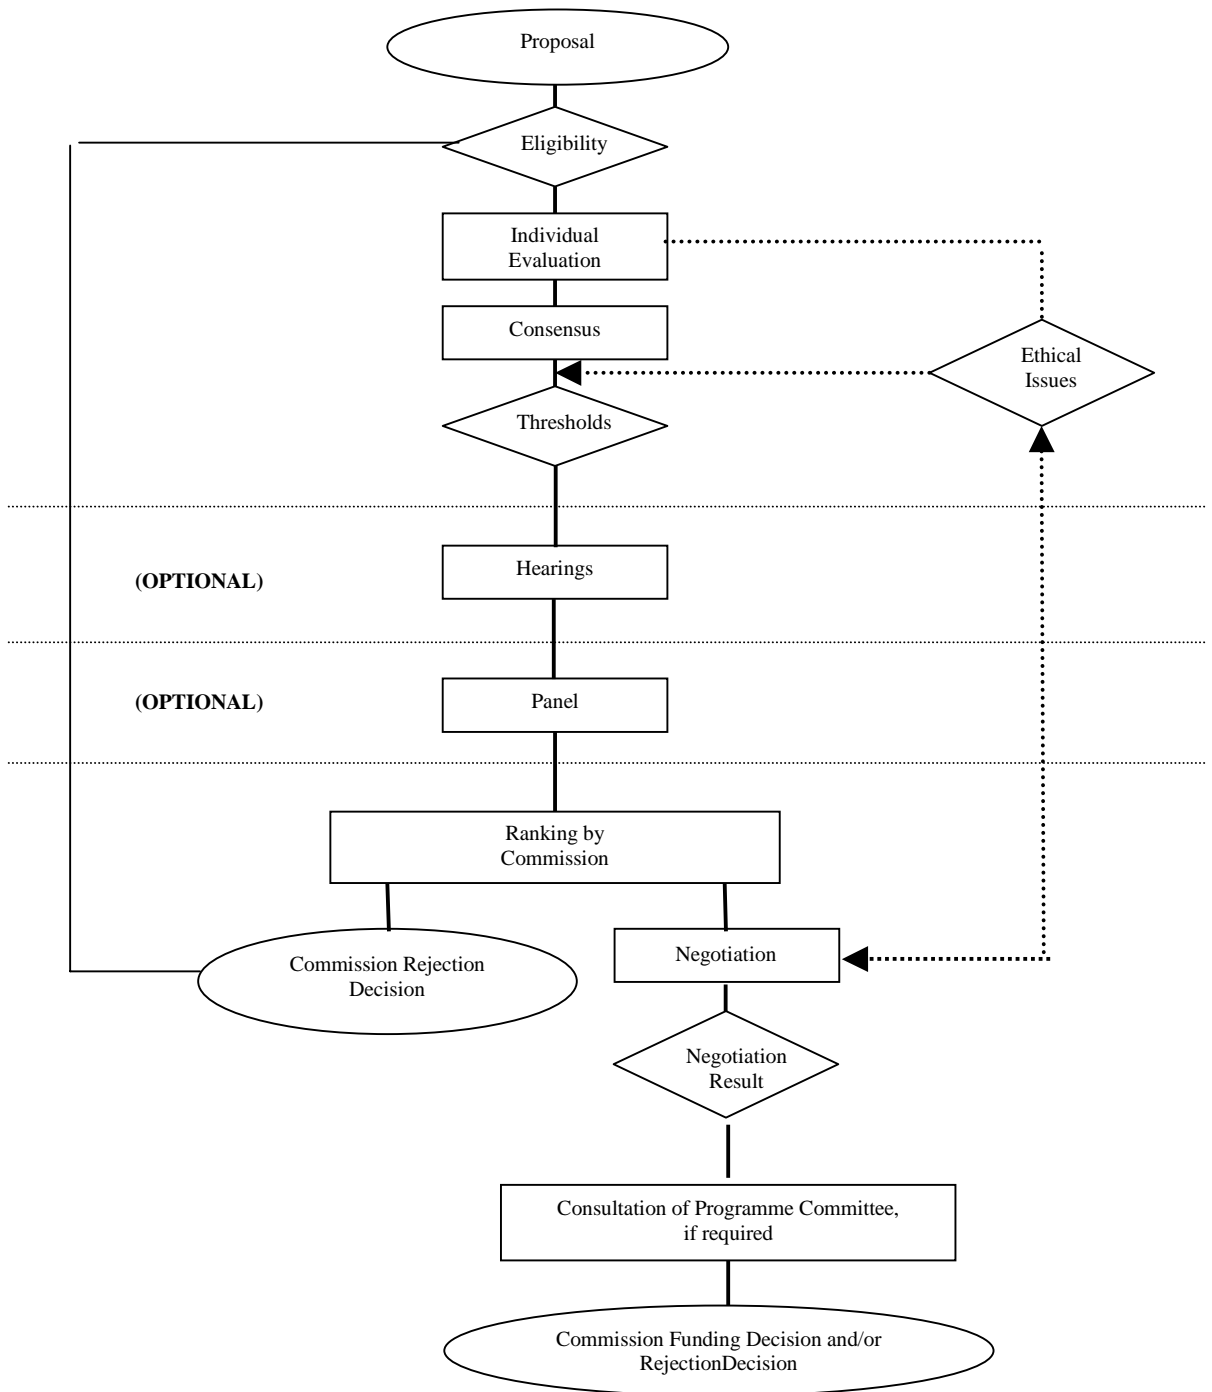 Proposal
Eligibility
Individual
Evaluation
Consensus
Ethical
Issues
Thresholds
(OPTIONAL)
Hearings
(OPTIONAL)
Panel
Ranking by
Commission
Commission Rejection
Decision
Negotiation
Negotiation
Result
Consultation of Programme Committee,
if required
Commission Funding Decision and/or
RejectionDecision